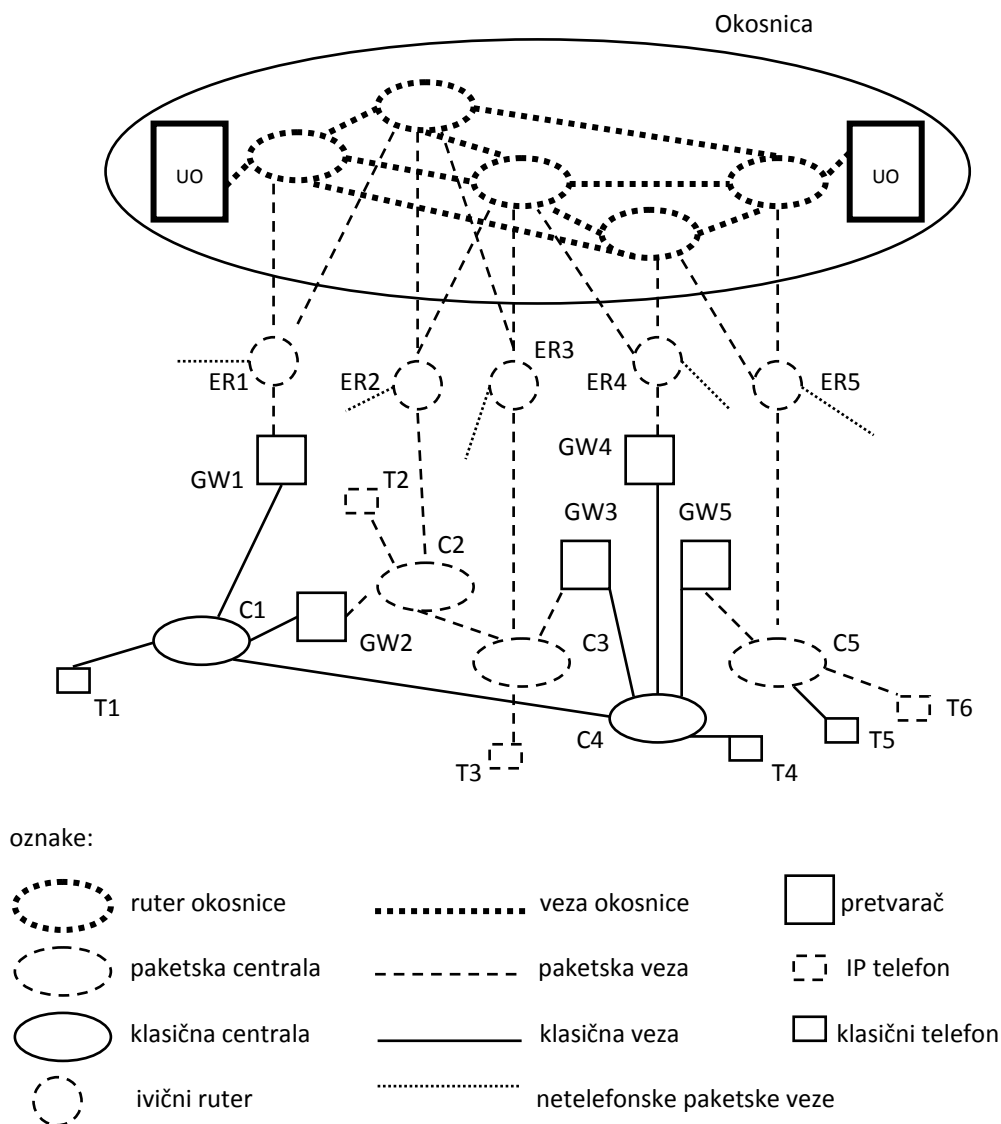 Okosnica
UO
UO
ER1
ER2
ER3
ER4
ER5
GW1
T2
GW4
GW3
GW5
C2
C1
GW2
C3
C5
T1
T6
C4
T5
T3
T4
oznake:
ruter okosnice
veza okosnice
pretvarač
paketska centrala
paketska veza
IP telefon
klasična centrala
klasična veza
klasični telefon
ivični ruter
netelefonske paketske veze